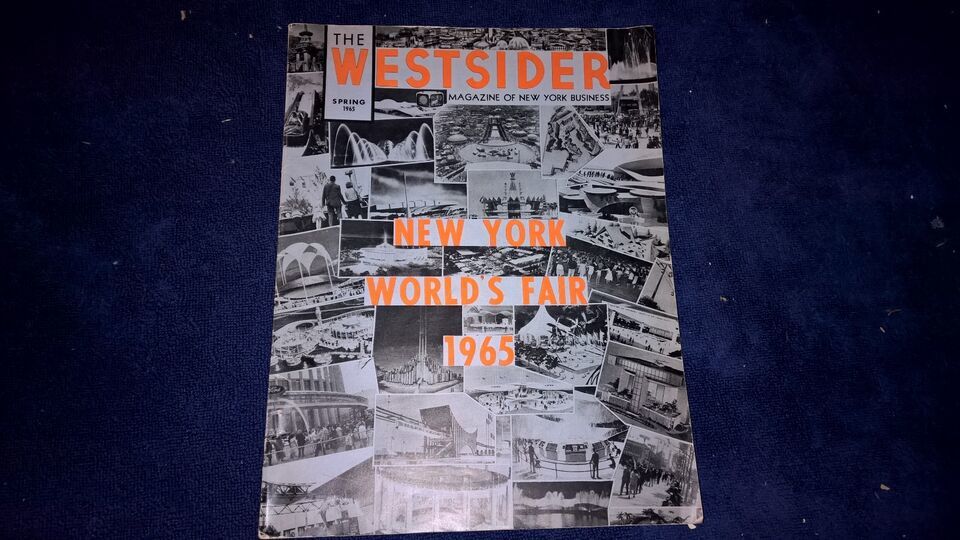 THE
WESTSIDER
SPRING
1965
MAGAZINE OF NEW YORK BUSINESS
NEW YORK
WORLD'S FAIR
1965